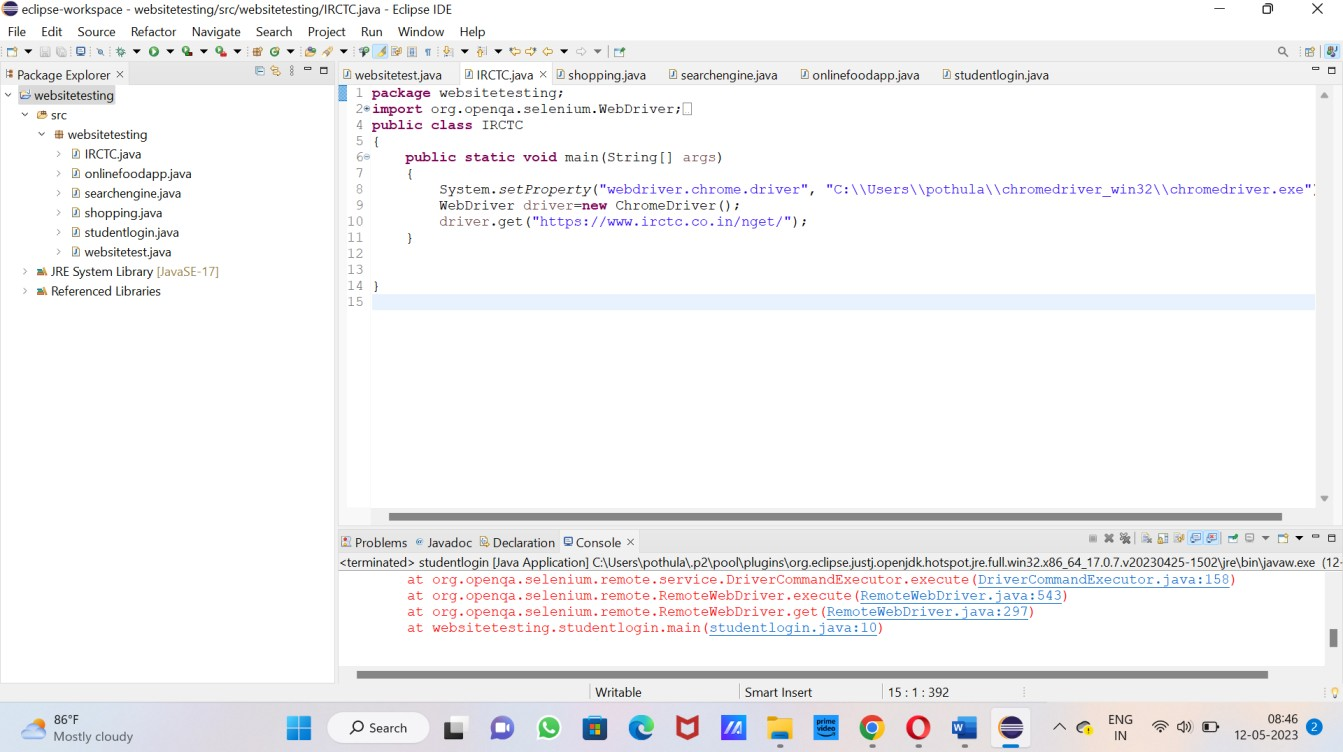 eclipse-workspace - websitetesting/src/websitetesting/IRCTC.java - Eclipse IDE
File Edit Source Refactor Navigate Search Project Run Window Help
Package Explorer
websitetesting
src
websitetesting
IRCTC.java
onlinefoodapp.java
searchengine.java
shopping.java
studentlogin.java
websitetest.java
JRE System Library [JavaSE-17]
Referenced Libraries
websitetest.java IRCTC.java shopping.java searchengine.java onlinefoodapp.java studentlogin.java
1 package websitetesting;
2 import org.openqa.selenium.WebDriver;
4 public class IRCTC
5 {
6 public static void main(String[] args)
7 {
8 System.setProperty("webdriver.chrome.driver", "C:\\Users\\pothula\\chromedriver_win32\\chromedriver.exe")
9 WebDriver driver=new ChromeDriver();
10 driver.get("https://www.irctc.co.in/nget/");
11 }
12
13
14 }
15
Problems Javadoc Declaration Console
<terminated> studentlogin [Java Application] C:\Users\pothula\.p2\pool\plugins\org.eclipse.justj.openjdk.hotspot.jre.full.win32.x86_64_17.0.7.v20230425-1502\jre\bin\javaw.exe (12-
at org.openqa.selenium.remote.service.DriverCommandExecutor.execute(DriverCommandExecutor.java:158)
at org.openqa.selenium.remote.RemoteWebDriver.execute(RemoteWebDriver.java:543)
at org.openqa.selenium.remote.RemoteWebDriver.get(RemoteWebDriver.java:297)
at websitetesting.studentlogin.main(studentlogin.java:10)
Writable Smart Insert 15 : 1 : 392
86°F
Mostly cloudy
Search
prime video
ENG
IN
08:46
12-05-2023
2